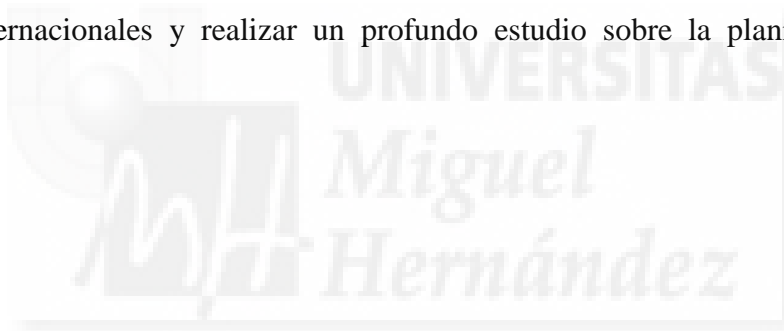 ernacionales y realizar un profundo estudio sobre la plan
UNIVERSITAS
Miguel
Hernández